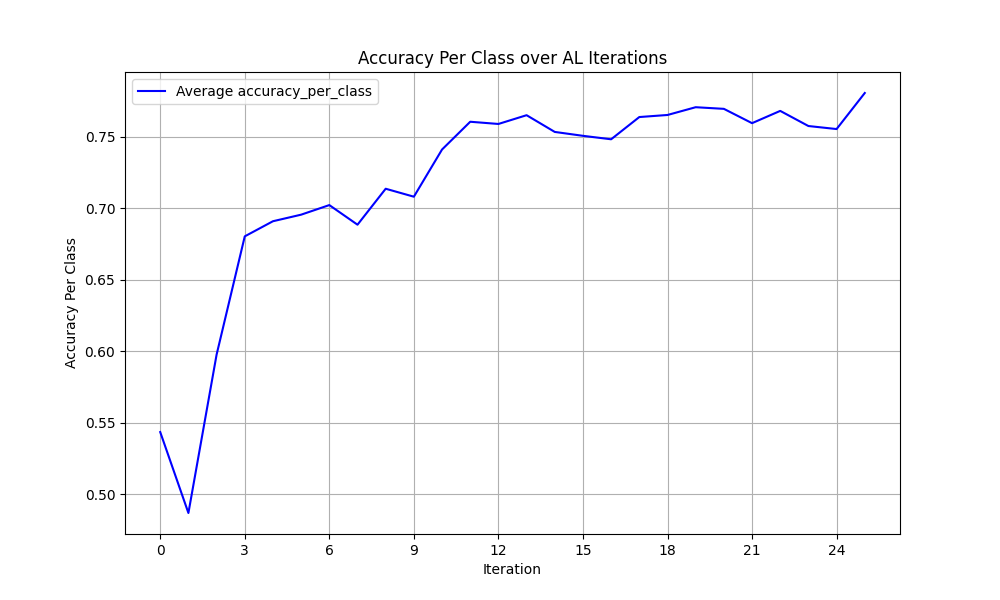 Accuracy Per Class over AL Iterations
Average accuracy_per_class
Accuracy Per Class
0.75
0.70
0.65
0.60
0.55
0.50
0 3 6 9 12 15 18 21 24
Iteration